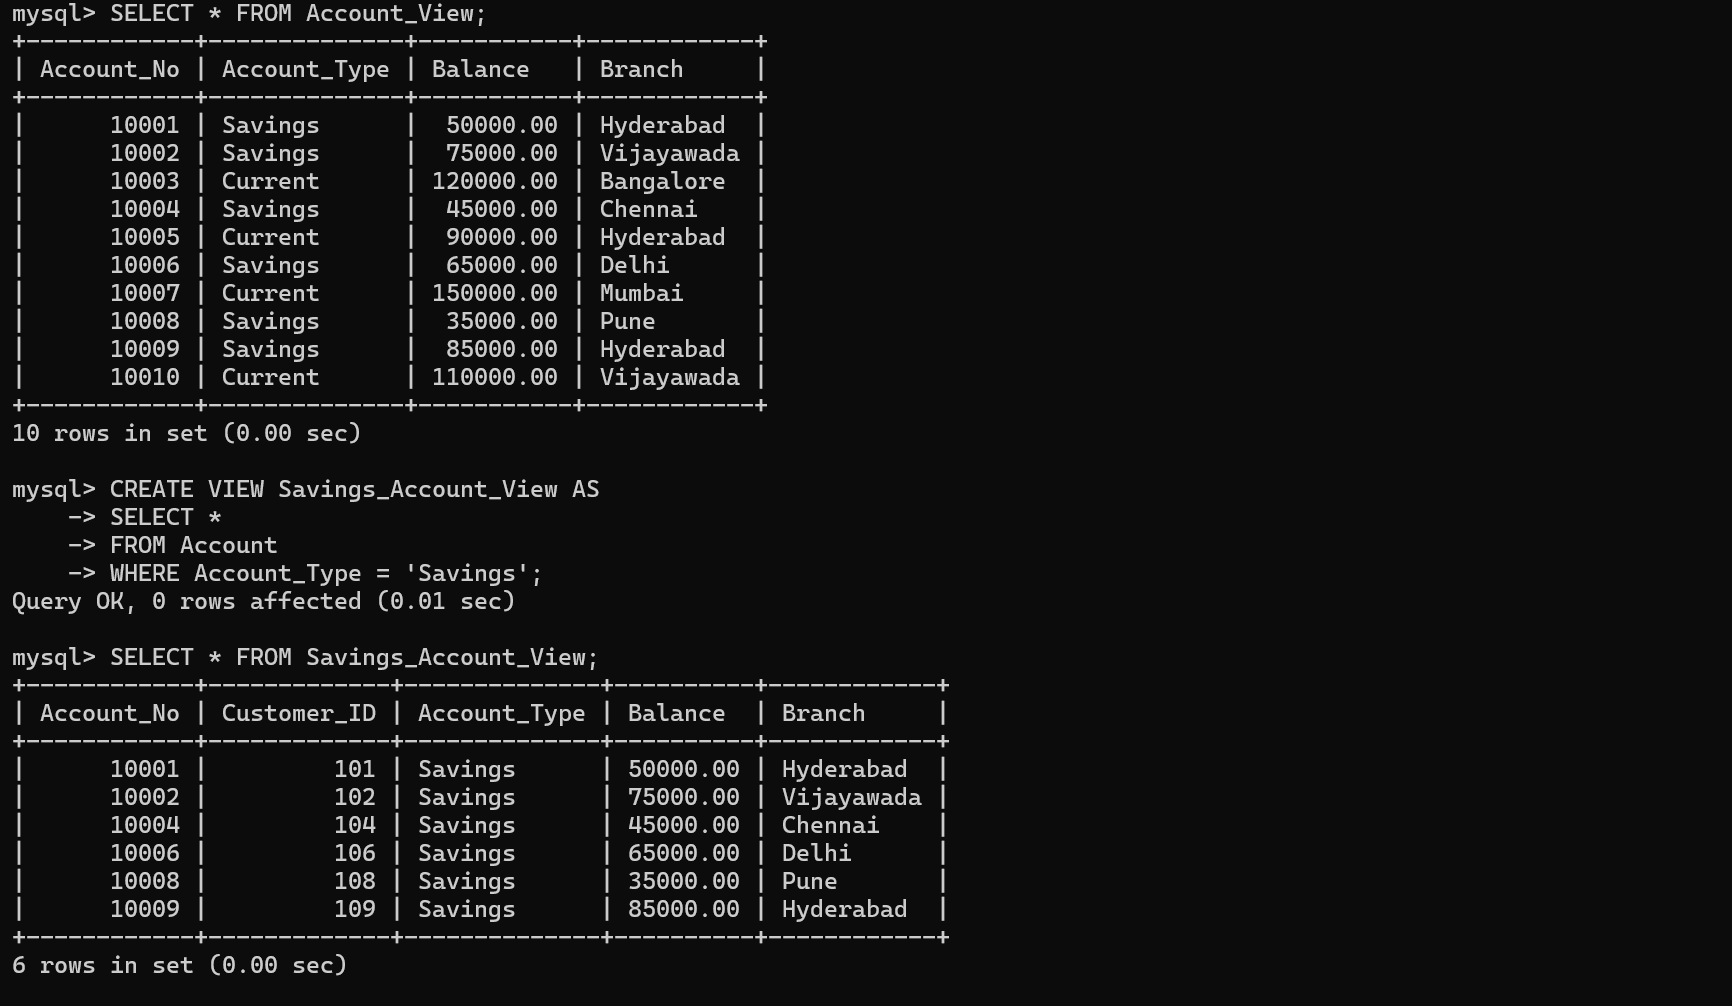 mysql> SELECT * FROM Account_View;
+------------+--------------+-----------+------------+
| Account_No | Account_Type | Balance   | Branch     |
+------------+--------------+-----------+------------+
|      10001 | Savings      |  50000.00 | Hyderabad  |
|      10002 | Savings      |  75000.00 | Vijayawada |
|      10003 | Current      | 120000.00 | Bangalore  |
|      10004 | Savings      |  45000.00 | Chennai    |
|      10005 | Current      |  90000.00 | Hyderabad  |
|      10006 | Savings      |  65000.00 | Delhi      |
|      10007 | Current      | 150000.00 | Mumbai     |
|      10008 | Savings      |  35000.00 | Pune       |
|      10009 | Savings      |  85000.00 | Hyderabad  |
|      10010 | Current      | 110000.00 | Vijayawada |
+------------+--------------+-----------+------------+
10 rows in set (0.00 sec)

mysql> CREATE VIEW Savings_Account_View AS
    -> SELECT *
    -> FROM Account
    -> WHERE Account_Type = 'Savings';
Query OK, 0 rows affected (0.01 sec)

mysql> SELECT * FROM Savings_Account_View;
+------------+-------------+--------------+----------+------------+
| Account_No | Customer_ID | Account_Type | Balance  | Branch     |
+------------+-------------+--------------+----------+------------+
|      10001 |         101 | Savings      | 50000.00 | Hyderabad  |
|      10002 |         102 | Savings      | 75000.00 | Vijayawada |
|      10004 |         104 | Savings      | 45000.00 | Chennai    |
|      10006 |         106 | Savings      | 65000.00 | Delhi      |
|      10008 |         108 | Savings      | 35000.00 | Pune       |
|      10009 |         109 | Savings      | 85000.00 | Hyderabad  |
+------------+-------------+--------------+----------+------------+
6 rows in set (0.00 sec)